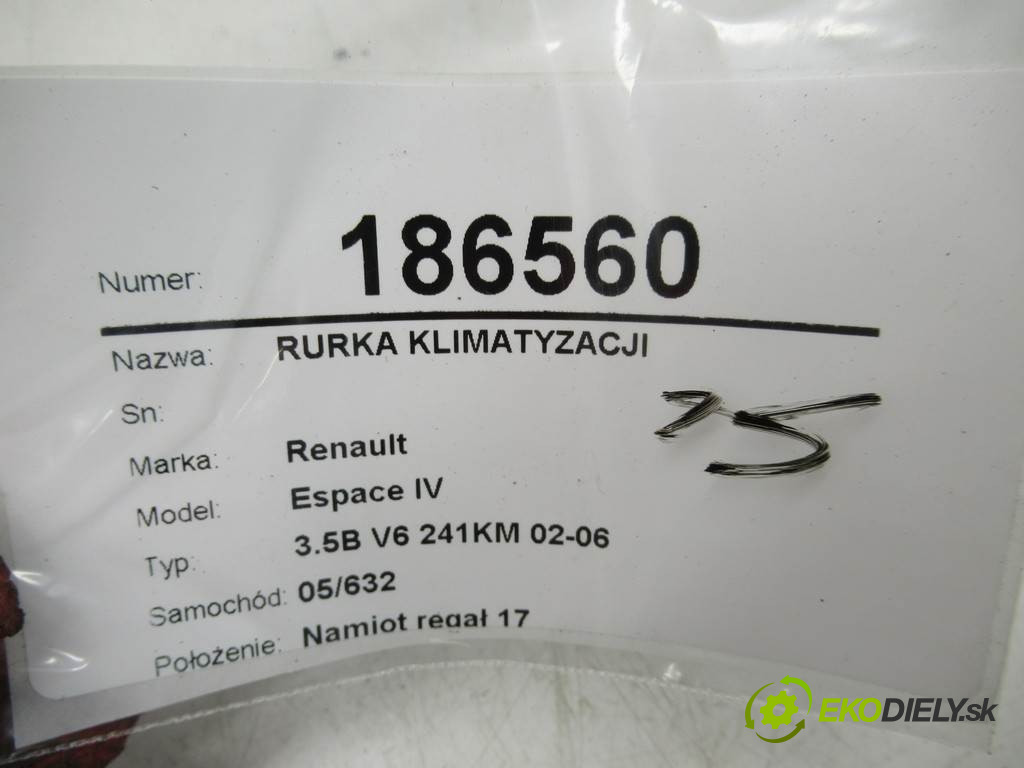 Numer: 186560
Nazwa: RURKA KLIMATYZACJI
Sn:
Marka: Renault
Model: Espace IV
Typ: 3.5B V6 241KM 02-06
Samochód: 05/632
Położenie: Namiot regał 17
EKODIELY.sk